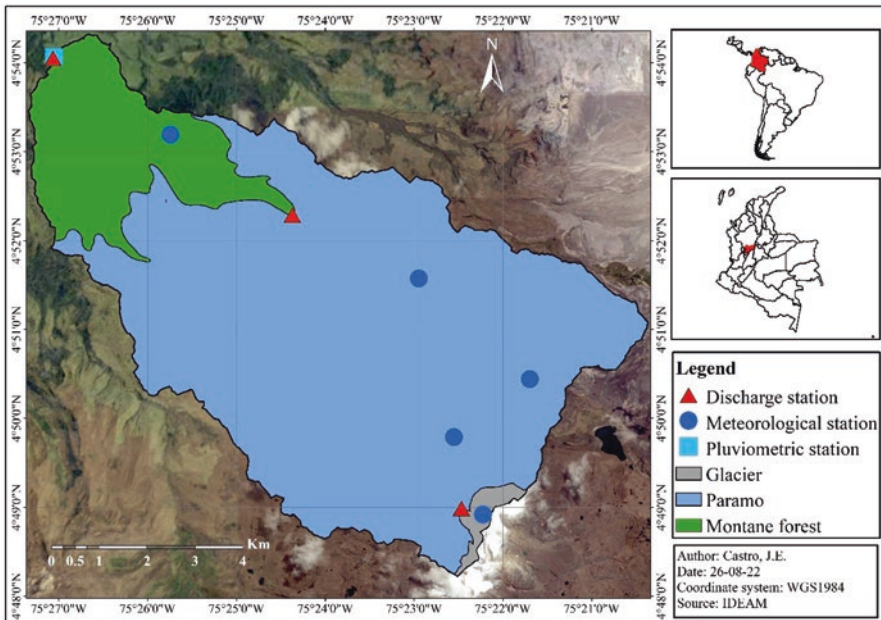 75°27'0"W 75°26'0"W 75°25'0"W 75°24'0"W 75°23'0"W 75°22'0"W 75°21'0"W
4°54'0"N 4°54'0"N
N
4°53'0"N 4°53'0"N
4°52'0"N 4°52'0"N
4°51'0"N 4°51'0"N
4°50'0"N 4°50'0"N
4°49'0"N 4°49'0"N
4°48'0"N 4°48'0"N
Km
0 0.5 1 2 3 4
75°27'0"W 75°26'0"W 75°25'0"W 75°24'0"W 75°23'0"W 75°22'0"W 75°21'0"W
Legend
Discharge station
Meteorological station
Pluviometric station
Glacier
Paramo
Montane forest
Author: Castro, J.E.
Date: 26-08-22
Coordinate system: WGS1984
Source: IDEAM